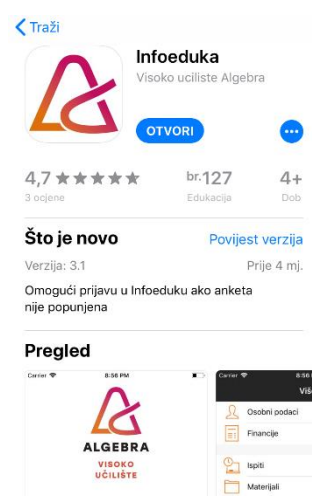 Traži
Infoeduka
Visoko uciliste Algebra
OTVORI
4,7 ★★★★★ br.127 4+
3 ocjene Edukacija Dob
Što je novo Povijest verzija
Verzija: 3.1 Prije 4 mj.
Omogući prijavu u Infoeduku ako anketa
nije popunjena
Pregled
Carrier 8:56 PM
ALGEBRA
VISOKO
UČILIŠTE
Carrier 8:56
Viš
Osobni podaci
Financije
Ispiti
Materijali